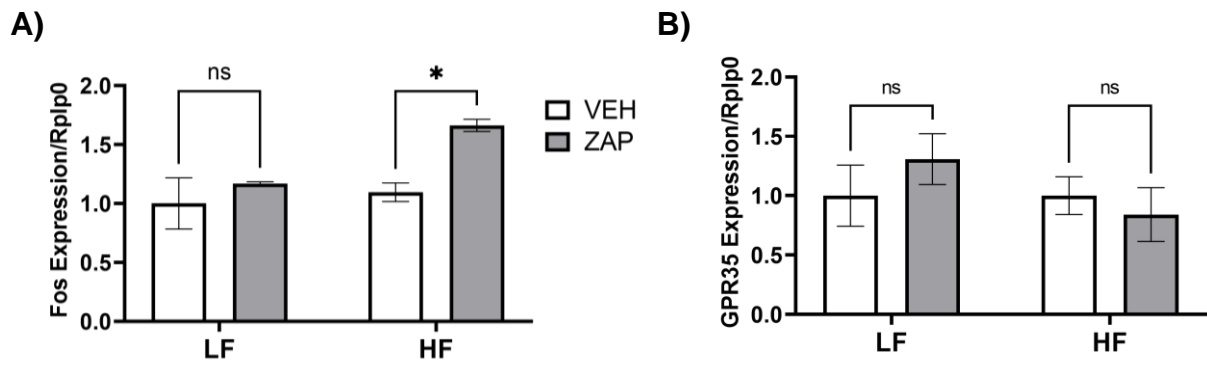 A)
Fos Expression/Rplp0
2.0
1.5
1.0
0.5
0.0
ns
*
LF
HF
VEH
ZAP
B)
GPR35 Expression/Rplp0
2.0
1.5
1.0
0.5
0.0
ns
ns
LF
HF